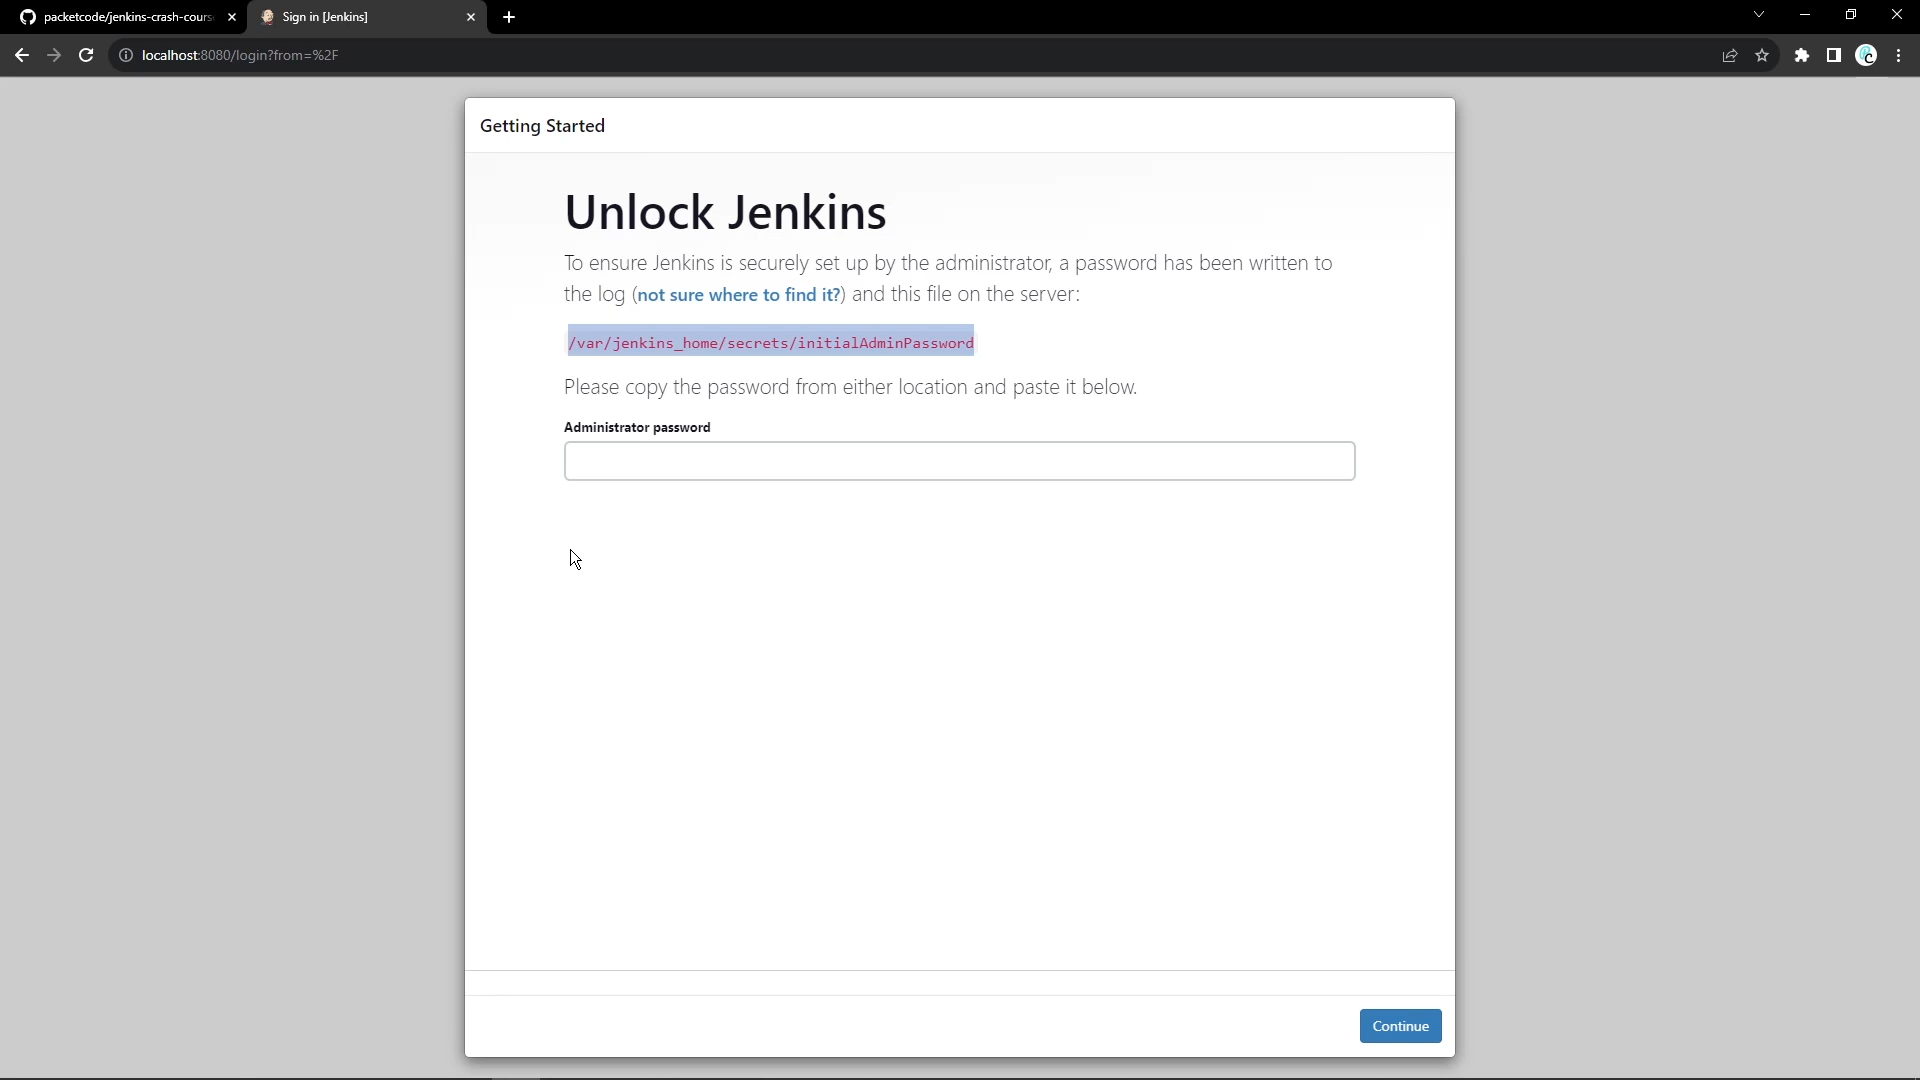 packetcode/jenkins-crash-cours
Sign in [Jenkins]
localhost:8080/login?from=%2F
Getting Started
Unlock Jenkins
To ensure Jenkins is securely set up by the administrator, a password has been written to
the log (not sure where to find it?) and this file on the server:
/var/jenkins_home/secrets/initialAdminPassword
Please copy the password from either location and paste it below.
Administrator password
Continue